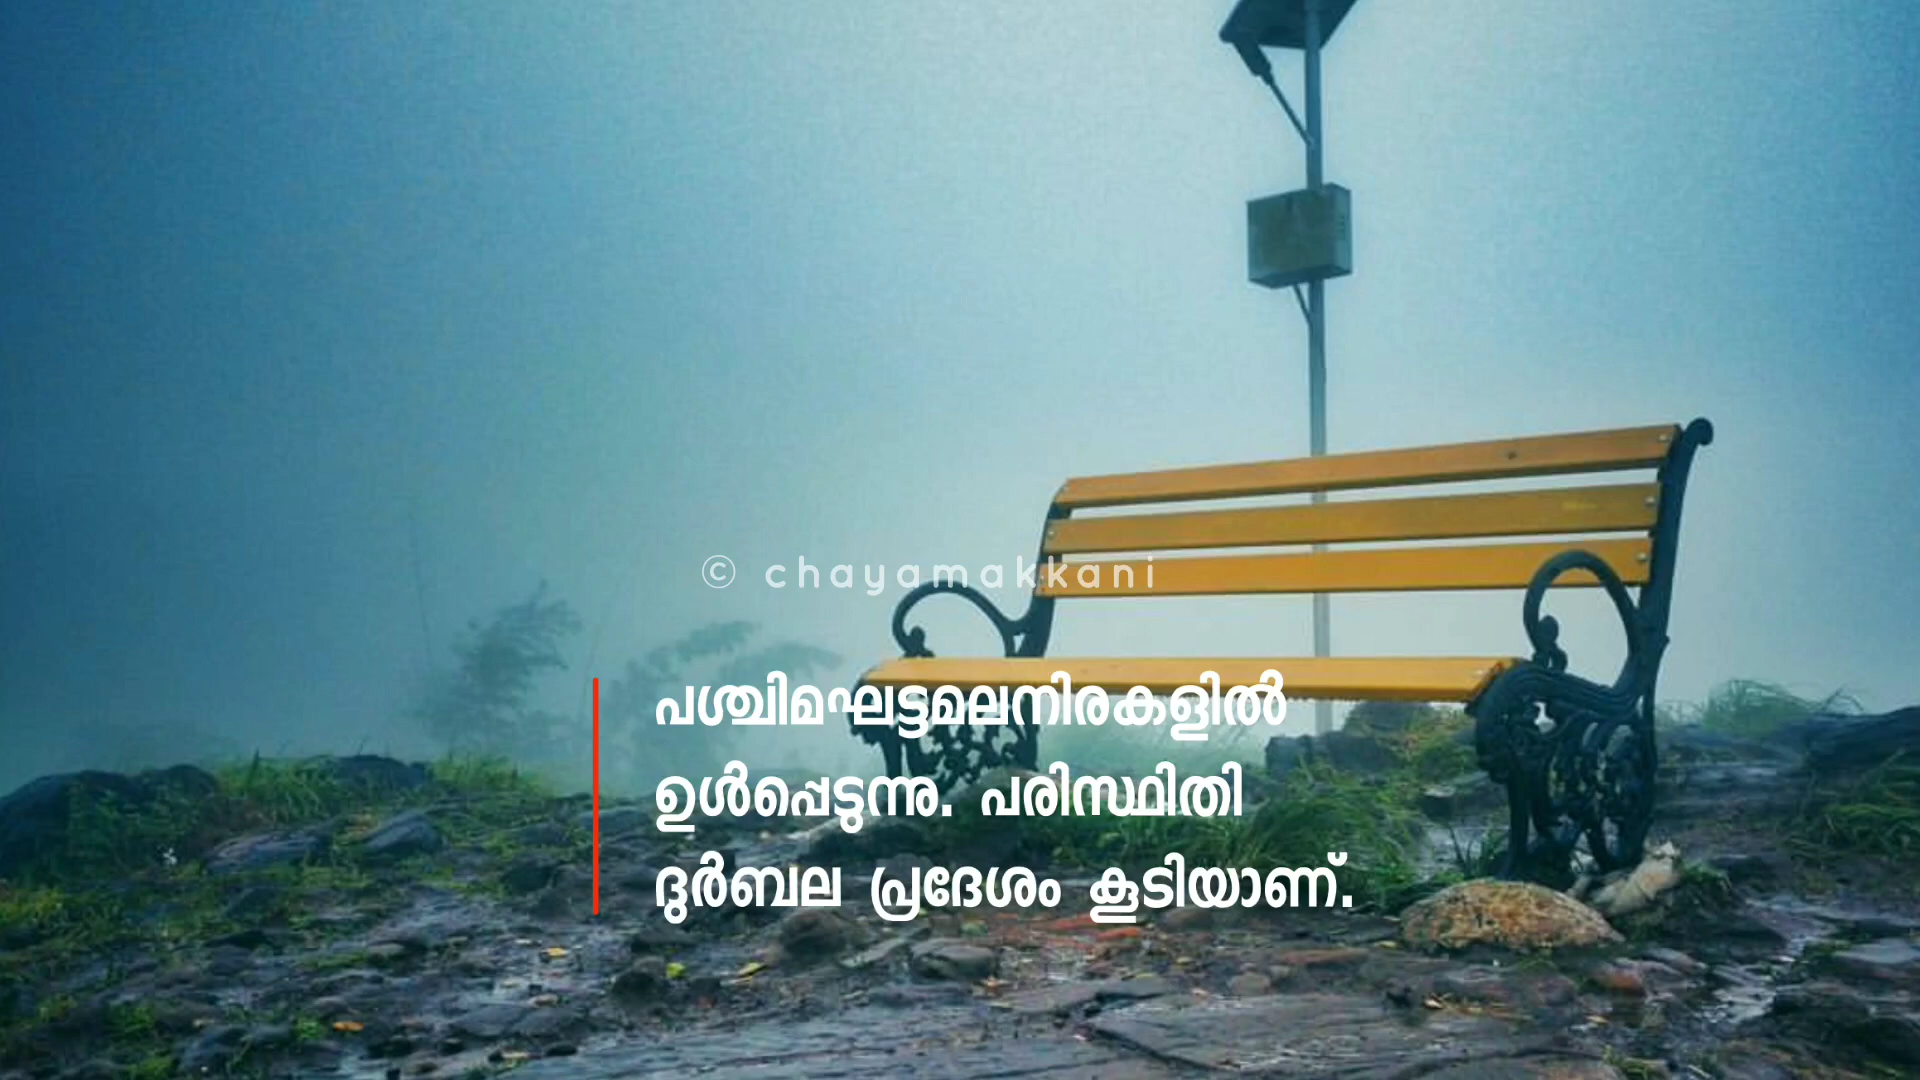 © chayamakkani
പശ്ചിമഘട്ടമലനിരകളിൽ
ഉൾപ്പെടുന്നു. പരിസ്ഥിതി
ദുർബല പ്രദേശം കൂടിയാണ്.